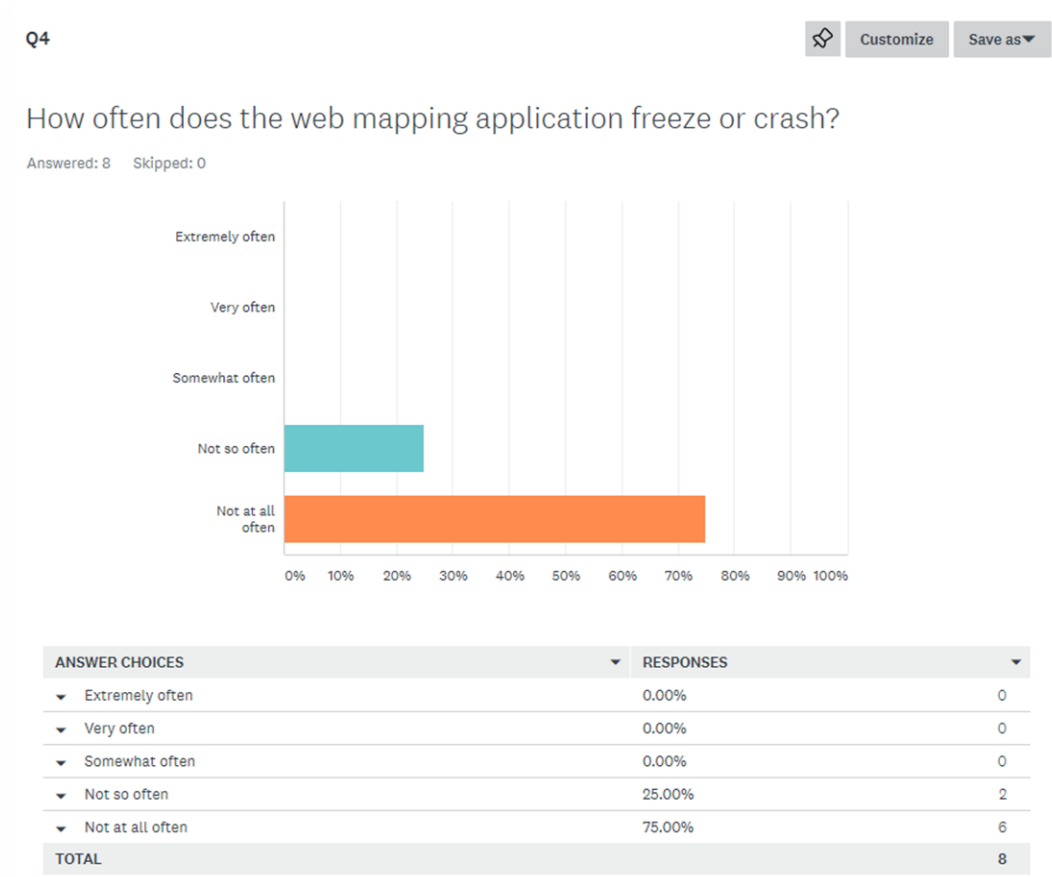 Q4
Customize
Save as
How often does the web mapping application freeze or crash?
Answered: 8 Skipped: 0
Extremely often
Very often
Somewhat often
Not so often
Not at all
often
0% 10% 20% 30% 40% 50% 60% 70% 80% 90% 100%
ANSWER CHOICES RESPONSES
Extremely often 0.00% 0
Very often 0.00% 0
Somewhat often 0.00% 0
Not so often 25.00% 2
Not at all often 75.00% 6
TOTAL 8